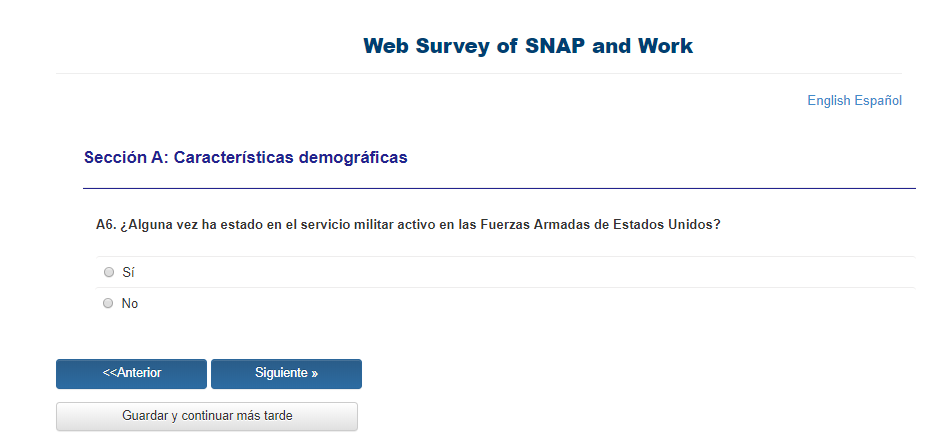 Web Survey of SNAP and Work
English Español
Sección A: Características demográficas
A6. ¿Alguna vez ha estado en el servicio militar activo en las Fuerzas Armadas de Estados Unidos?
Sí
No
<<Anterior
Siguiente »
Guardar y continuar más tarde